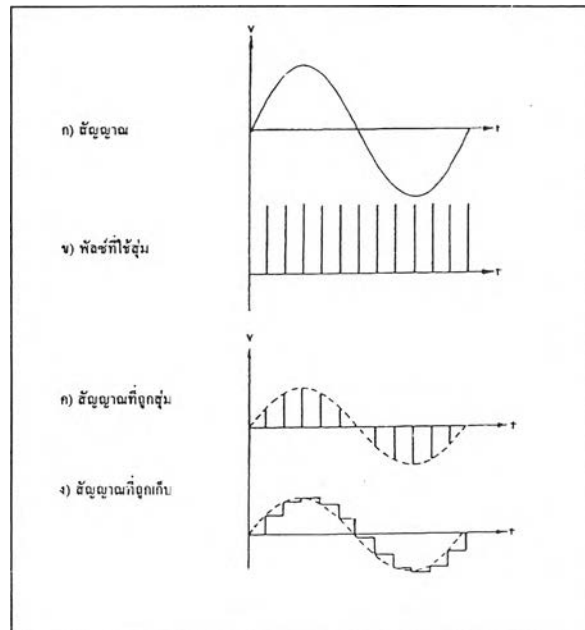 v
ก) สัญญาณ
t
ข) พัลซ์ที่ใช้สุ่ม
T
v
ค) สัญญาณที่ถูกสุ่ม
T
ง) สัญญาณที่ถูกเก็บ
T